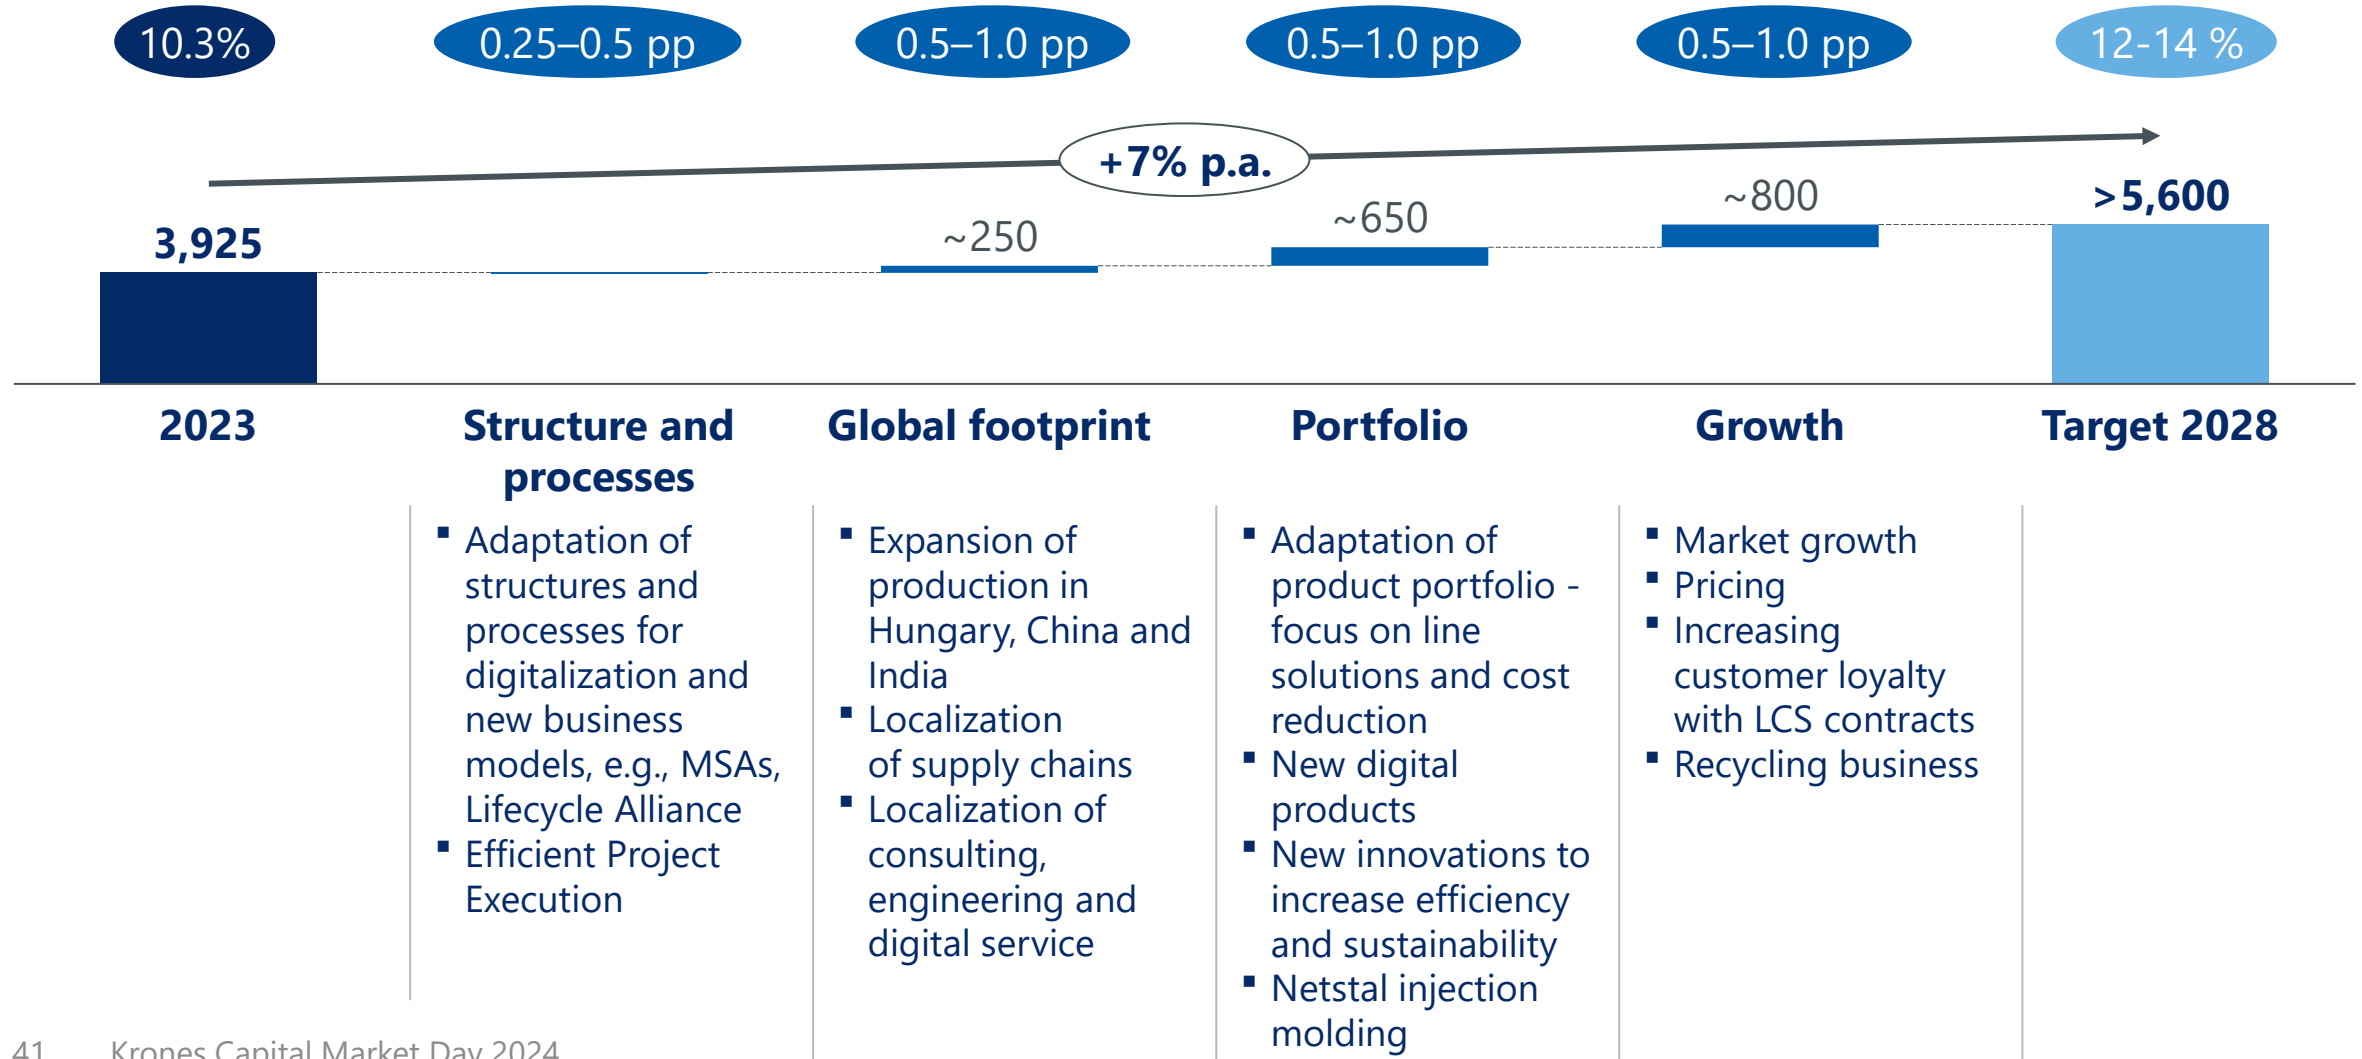 10.3%
0.25–0.5 pp
0.5–1.0 pp
0.5–1.0 pp
0.5–1.0 pp
12-14 %
+7% p.a.
3,925
~250
~650
~800
>5,600
2023
Structure and
processes
Global footprint
Portfolio
Growth
Target 2028
▪ Adaptation of
structures and
processes for
digitalization and
new business
models, e.g., MSAs,
Lifecycle Alliance
▪ Efficient Project
Execution
▪ Expansion of
production in
Hungary, China and
India
▪ Localization
of supply chains
▪ Localization of
consulting,
engineering and
digital service
▪ Adaptation of
product portfolio -
focus on line
solutions and cost
reduction
▪ New digital
products
▪ New innovations to
increase efficiency
and sustainability
▪ Netstal injection
molding
▪ Market growth
▪ Pricing
▪ Increasing
customer loyalty
with LCS contracts
▪ Recycling business
41 Krones Capital Market Day 2024